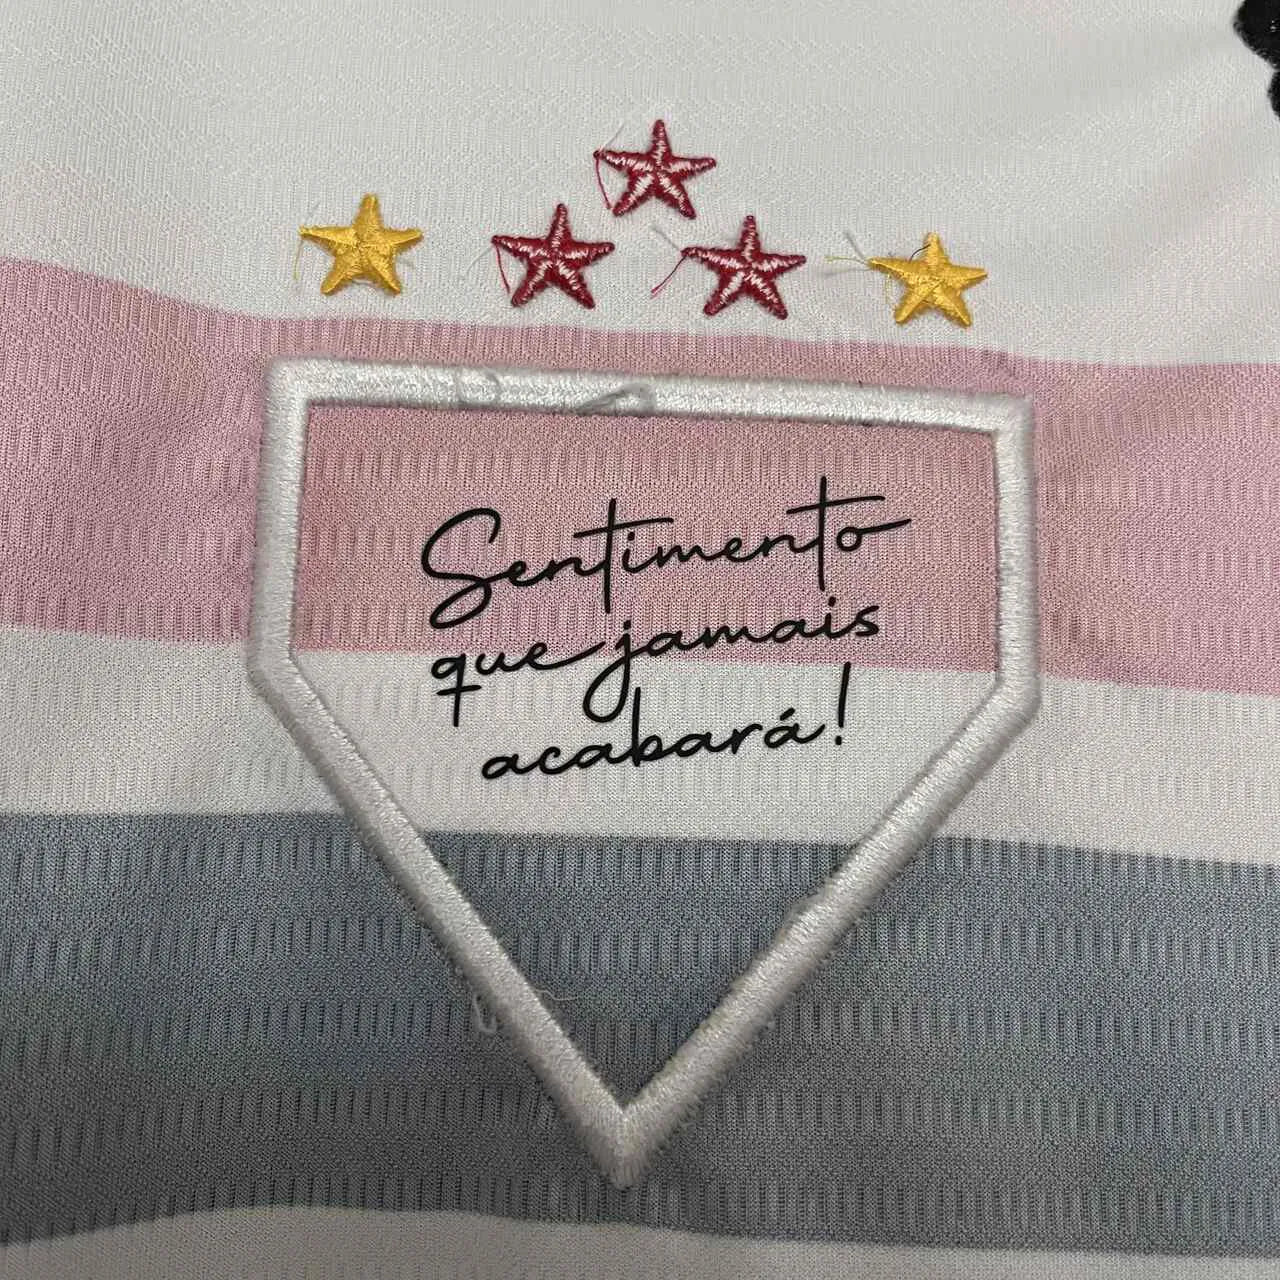 Sentimento
que jamais
acabará!